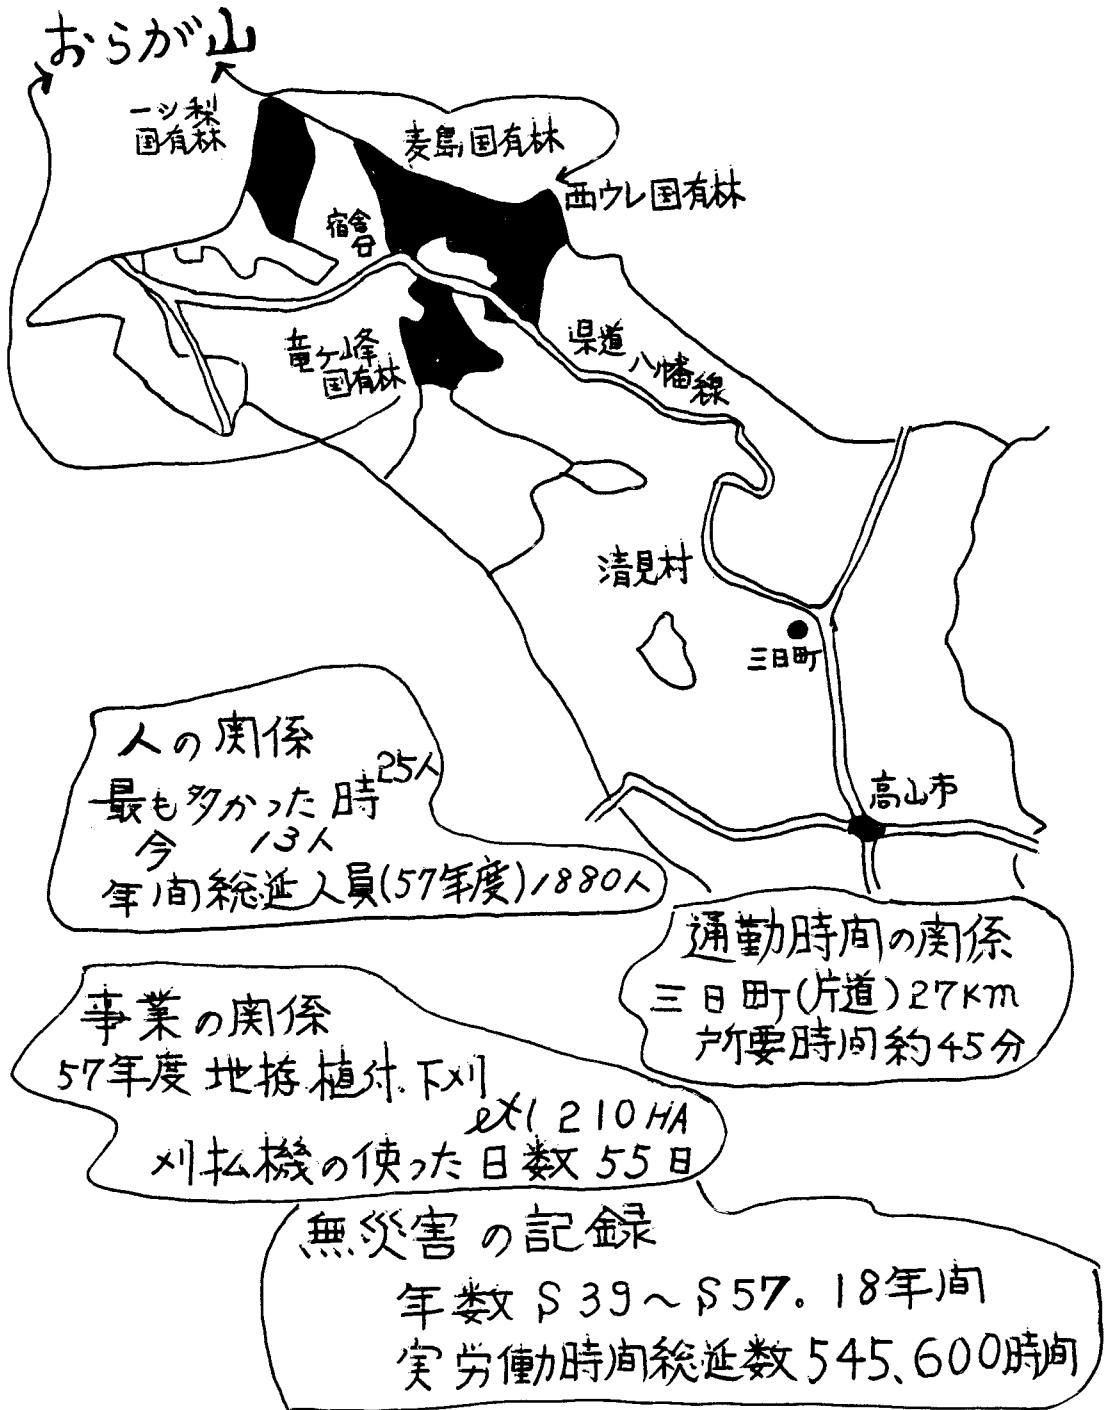 おらが山
一ツ梨
国有林
麦島国有林
西ウレ国有林
宿舎
竜ヶ峰
国有林
県道八幡線
清見村
三日町
高山市
人の関係
最も多かった時 25人
今 13人
年間総延人員(57年度)1880人
通勤時間の関係
三日町(片道)27Km
所要時間約45分
事業の関係
57年度 地拵.植付.下刈
etc 210HA
刈払機の使った日数 55日
無災害の記録
年数 S39〜S57. 18年間
実労働時間総延数545,600時間